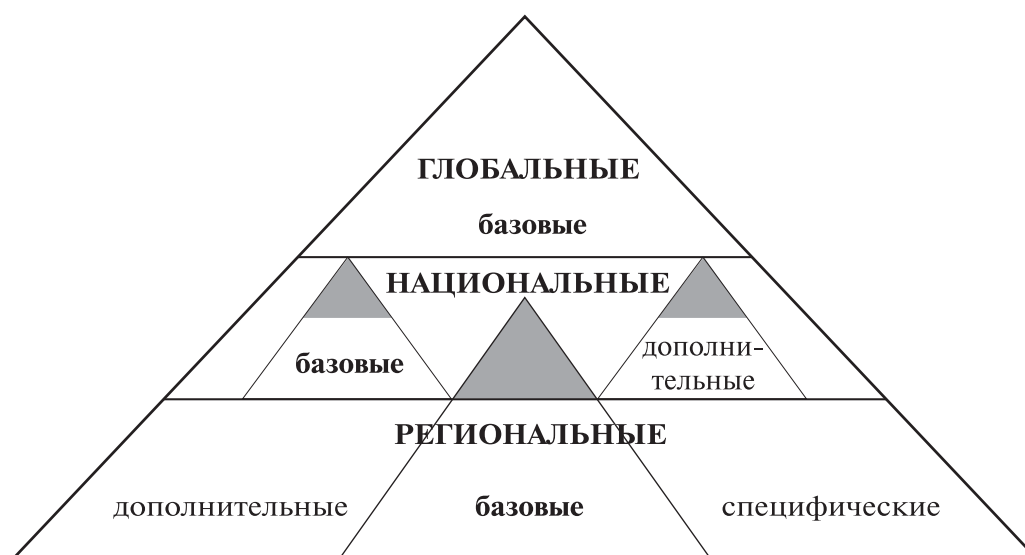 ГЛОБАЛЬНЫЕ
базовые
НАЦИОНАЛЬНЫЕ
базовые
дополни-
тельные
РЕГИОНАЛЬНЫЕ
дополнительные
базовые
специфические